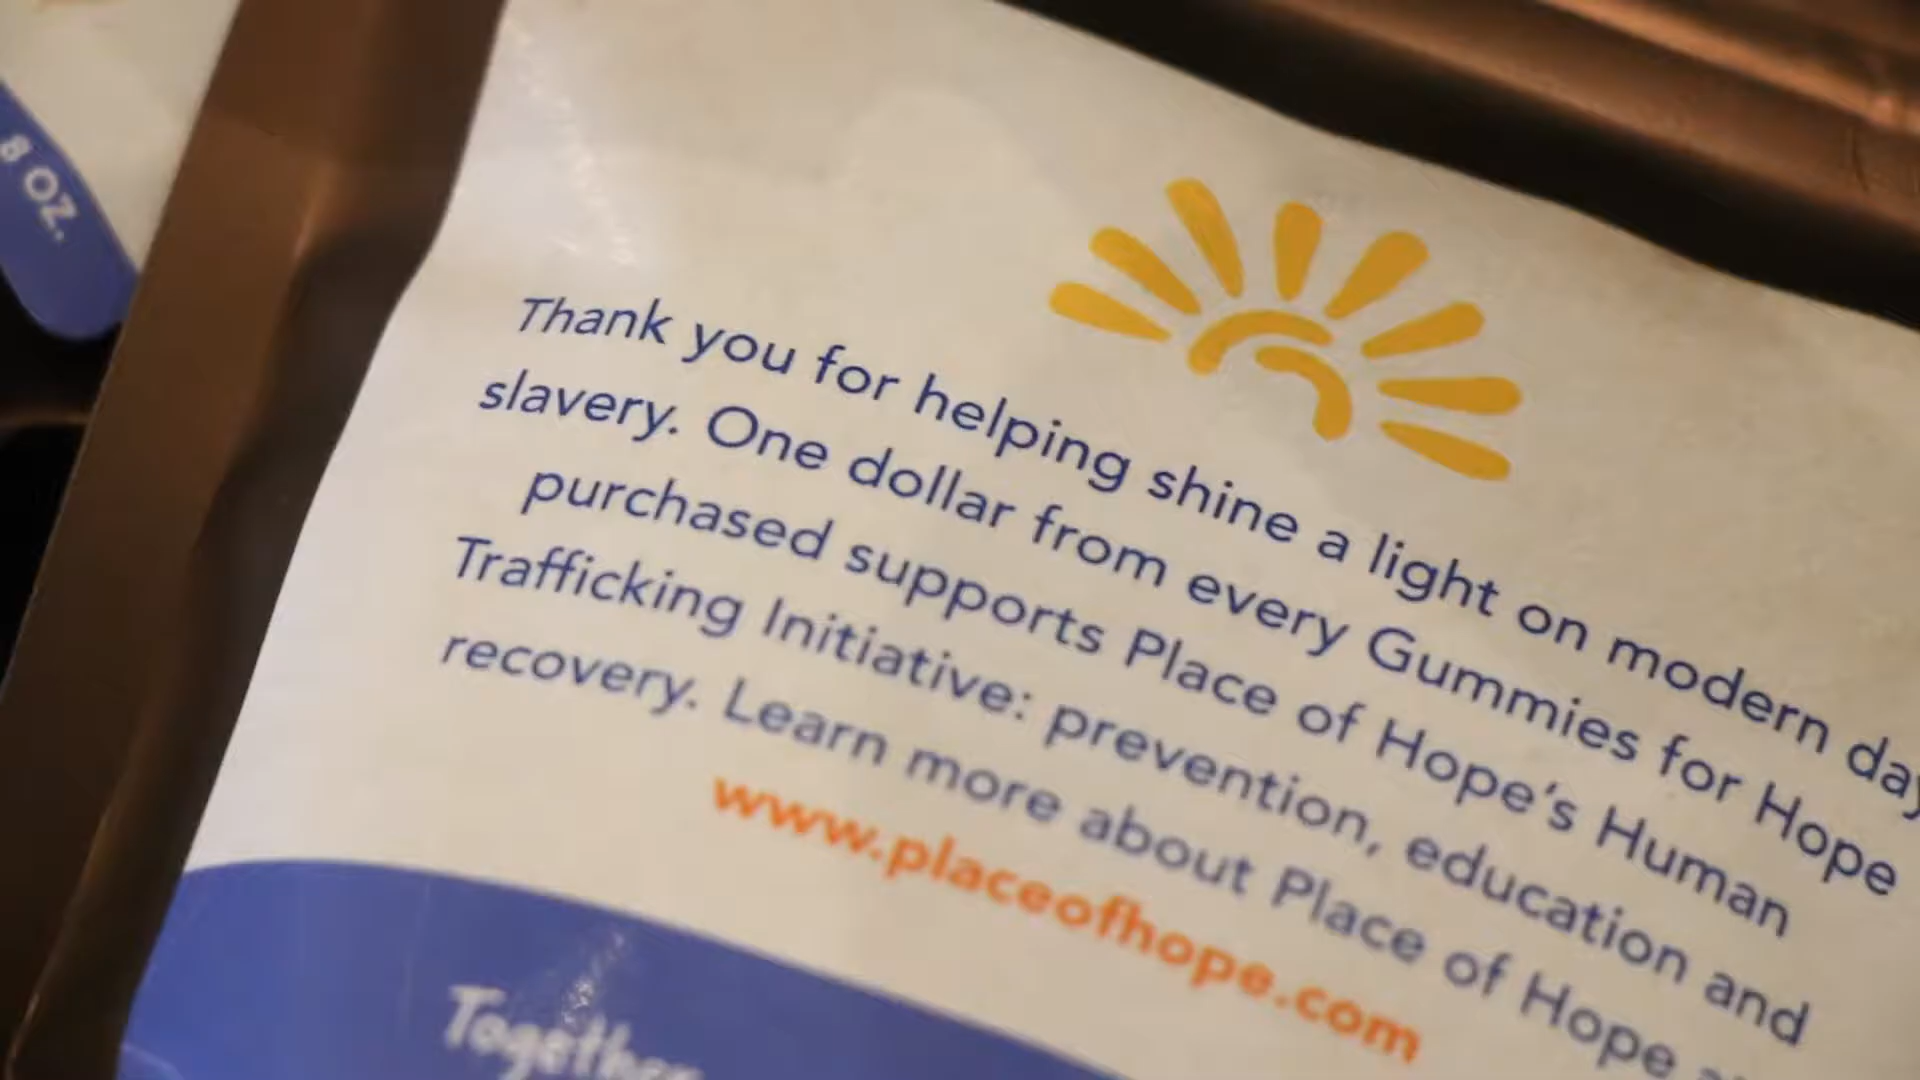 8 OZ.
Thank you for helping shine a light on modern day
slavery. One dollar from every Gummies for Hope
purchased supports Place of Hope's Human
Trafficking Initiative: prevention, education and
recovery. Learn more about Place of Hope
www.placeofhope.com
Together